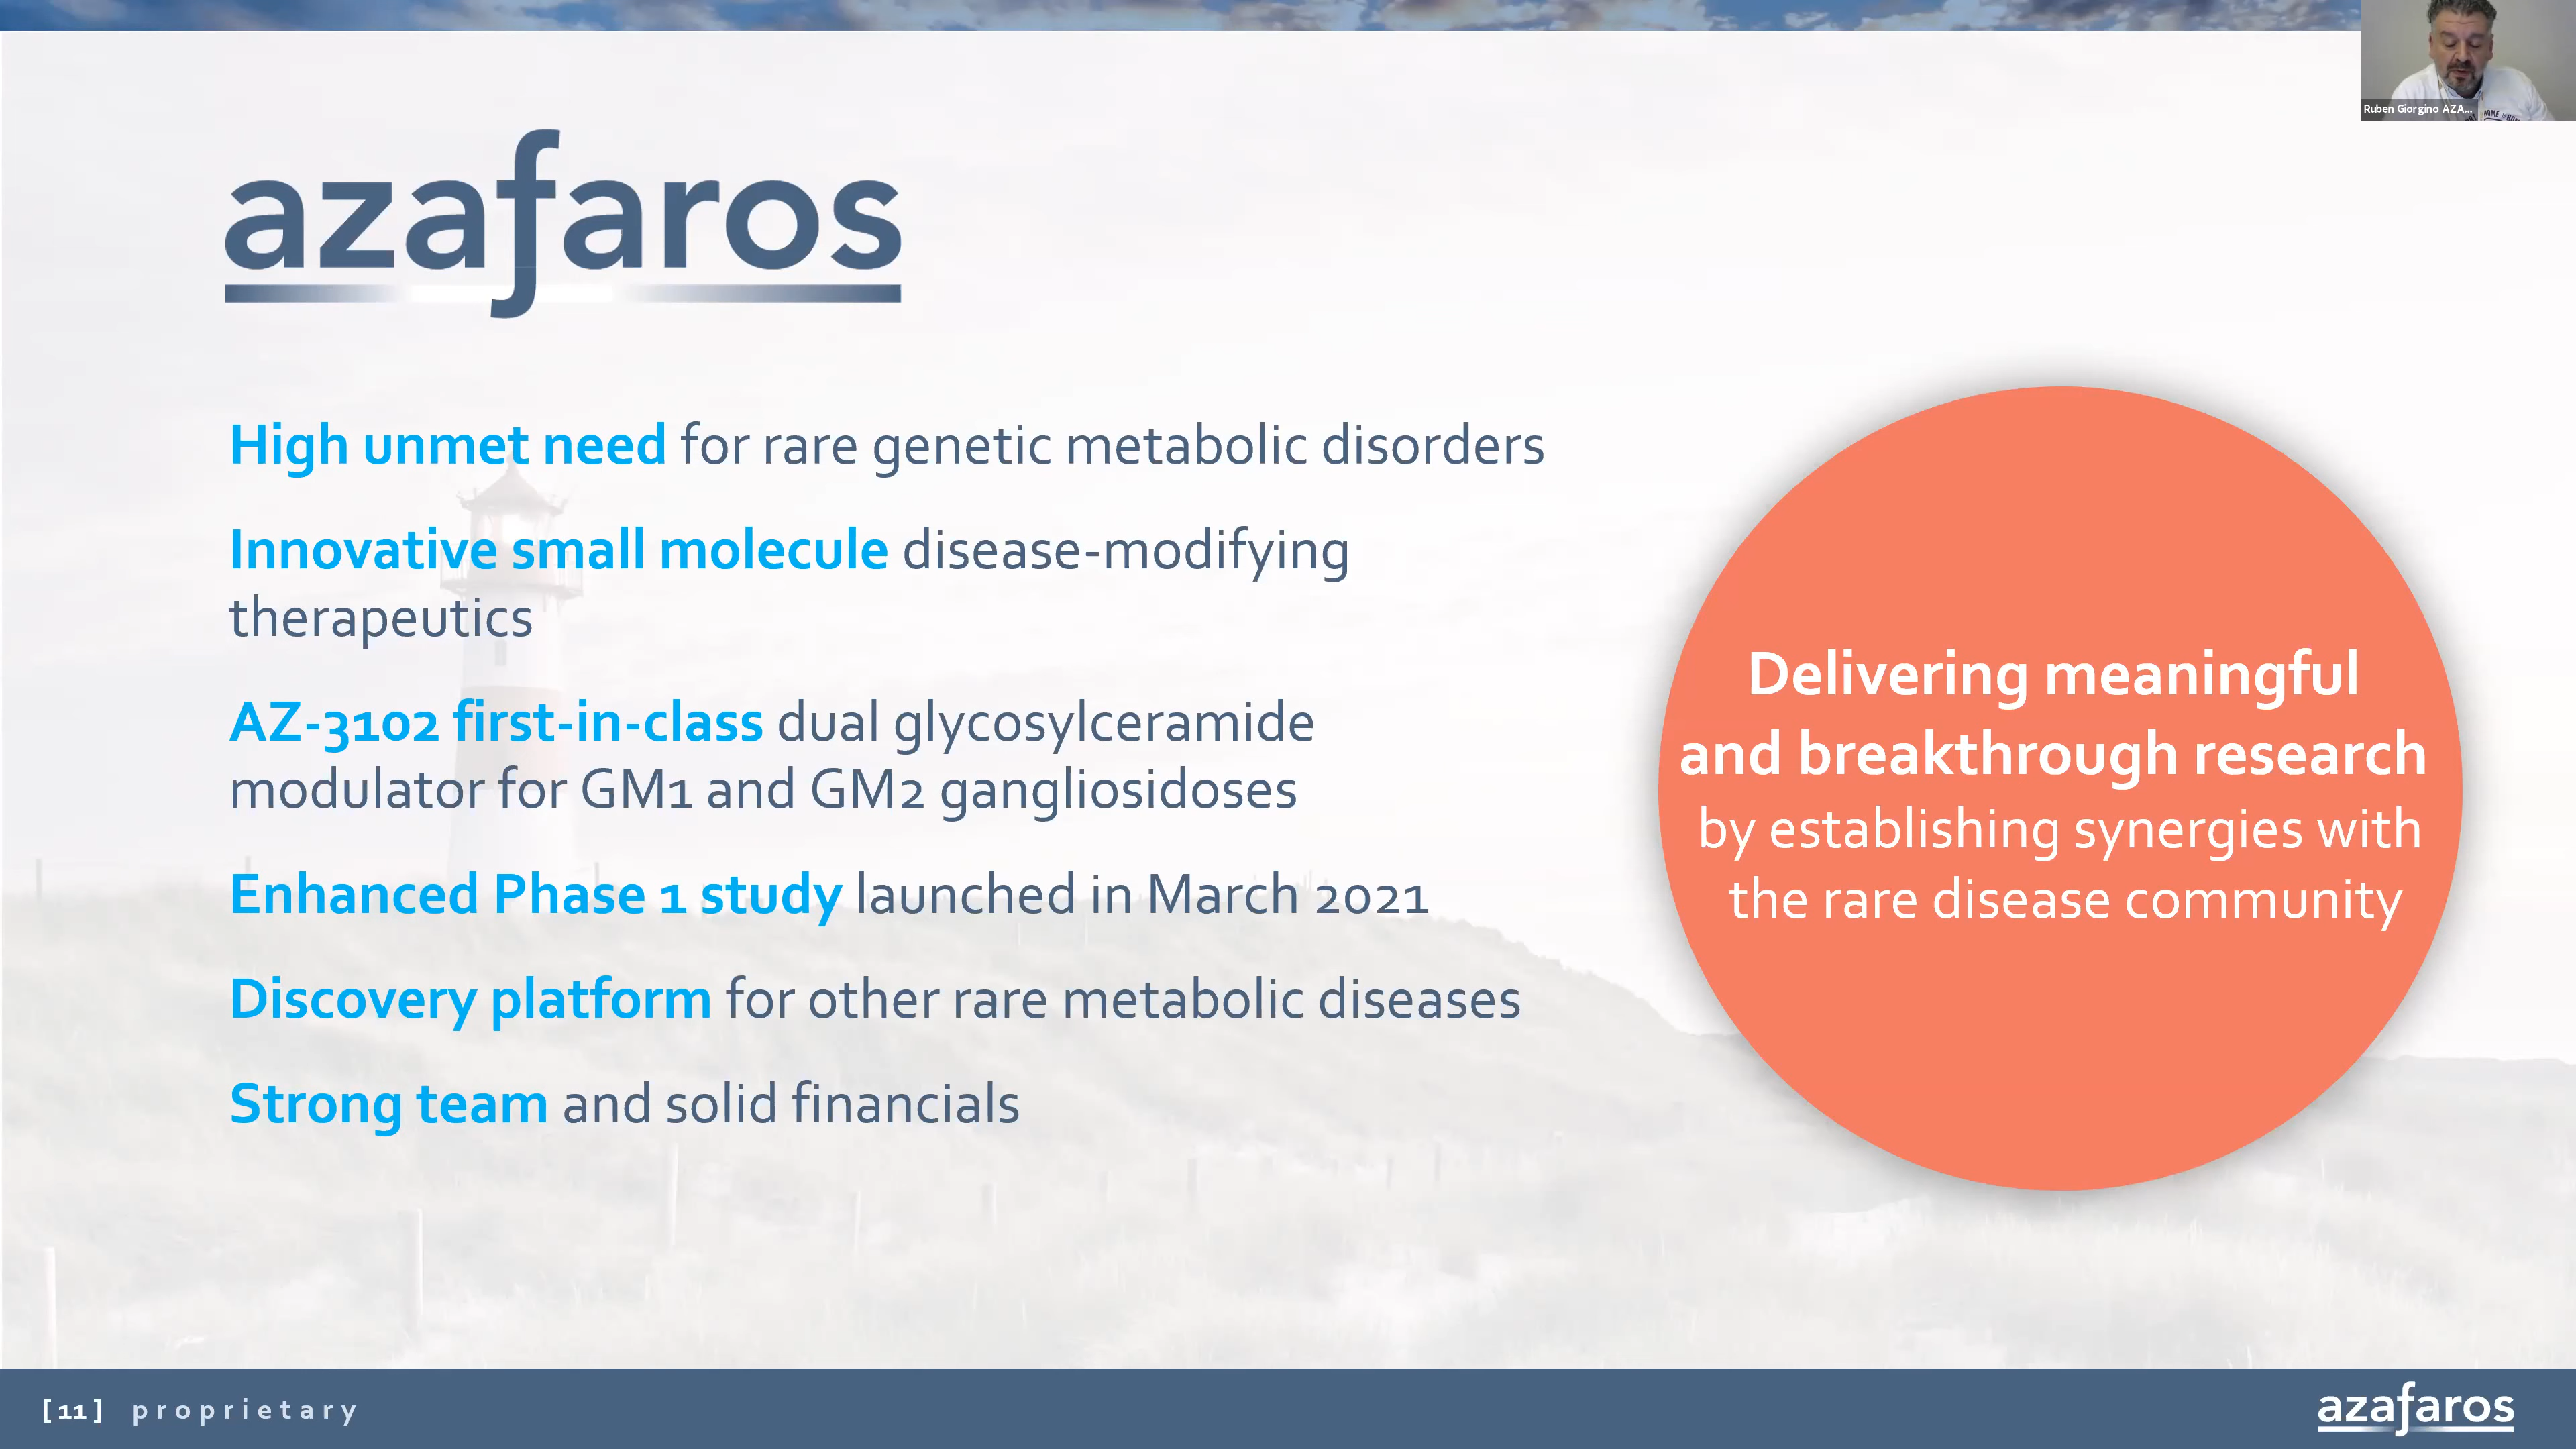 Ruben Giorgino AZA...
azafaros
High unmet need for rare genetic metabolic disorders
Innovative small molecule disease-modifying
therapeutics
AZ-3102 first-in-class dual glycosylceramide
modulator for GM1 and GM2 gangliosidoses
Enhanced Phase 1 study launched in March 2021
Discovery platform for other rare metabolic diseases
Strong team and solid financials
Delivering meaningful
and breakthrough research
by establishing synergies with
the rare disease community
[11] proprietary
azafaros